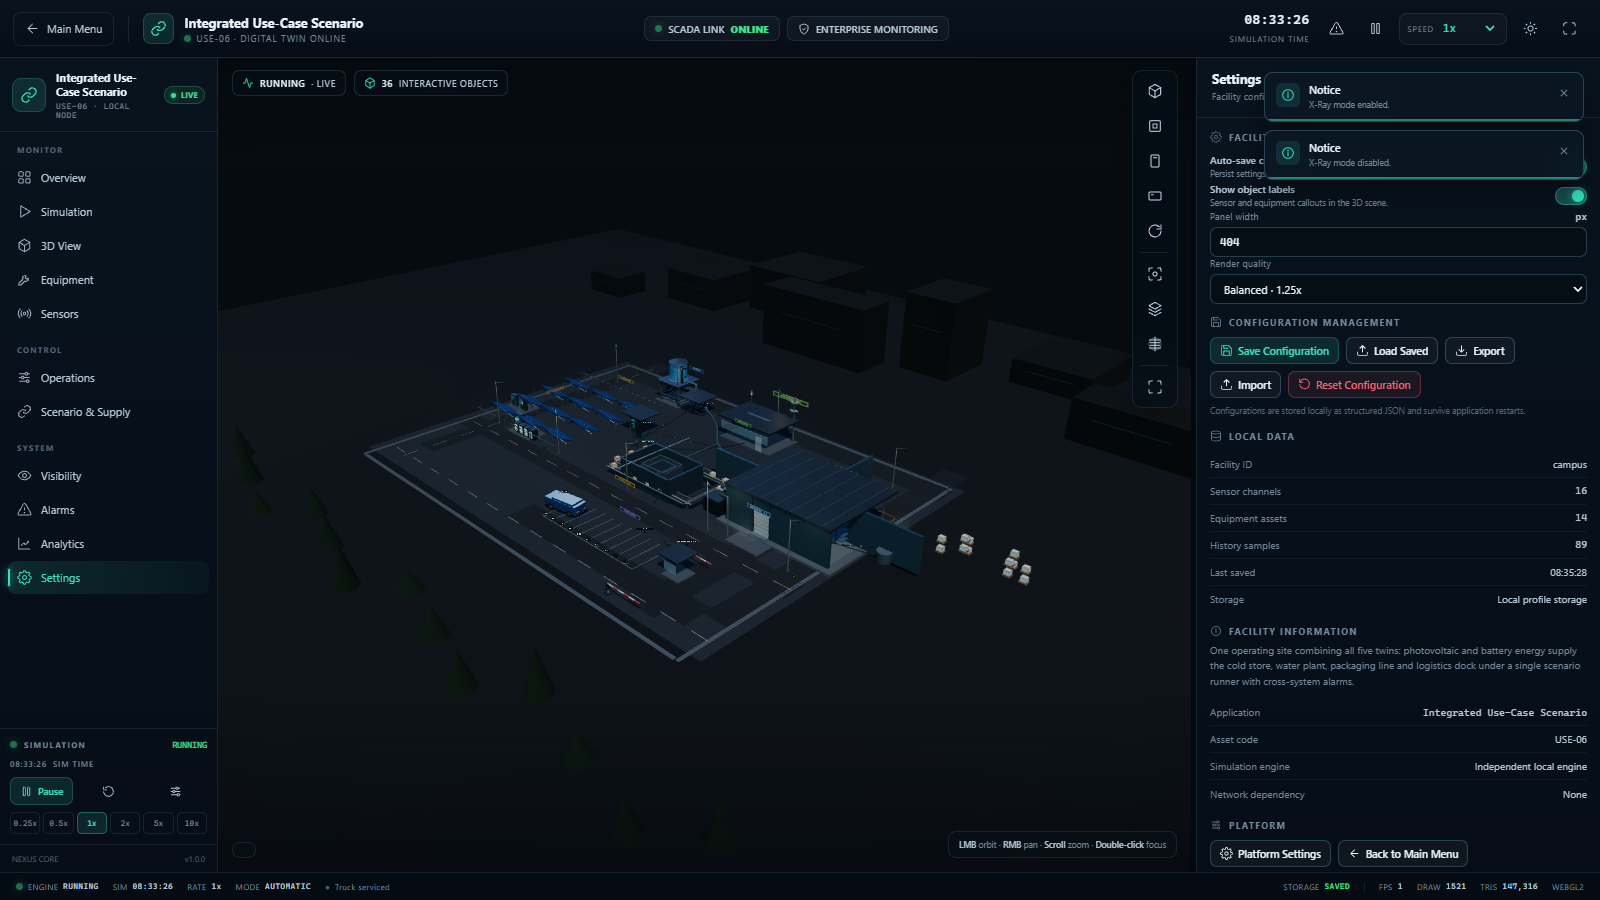 Main Menu
Integrated Use-Case Scenario
USE-06 · DIGITAL TWIN ONLINE
SCADA LINK ONLINE
ENTERPRISE MONITORING
08:33:26
SIMULATION TIME
SPEED 1x
Integrated Use-
Case Scenario
USE-06 · LOCAL
NODE
LIVE
MONITOR
Overview
Simulation
3D View
Equipment
Sensors
CONTROL
Operations
Scenario & Supply
SYSTEM
Visibility
Alarms
Analytics
Settings
SIMULATION RUNNING
08:33:26 SIM TIME
Pause
0.25x 0.5x 1x 2x 5x 10x
NEXUS CORE v1.0.0
RUNNING - LIVE
36 INTERACTIVE OBJECTS
LMB orbit · RMB pan · Scroll zoom · Double-click focus
Settings
Facility confi
Notice
X-Ray mode enabled.
Notice
X-Ray mode disabled.
FACILI
Auto-save c
Persist settings
Show object labels
Sensor and equipment callouts in the 3D scene.
Panel width px
404
Render quality
Balanced · 1.25x
CONFIGURATION MANAGEMENT
Save Configuration
Load Saved
Export
Import
Reset Configuration
Configurations are stored locally as structured JSON and survive application restarts.
LOCAL DATA
Facility ID campus
Sensor channels 16
Equipment assets 14
History samples 89
Last saved 08:35:28
Storage Local profile storage
FACILITY INFORMATION
One operating site combining all five twins: photovoltaic and battery energy supply
the cold store, water plant, packaging line and logistics dock under a single scenario
runner with cross-system alarms.
Application Integrated Use-Case Scenario
Asset code USE-06
Simulation engine Independent local engine
Network dependency None
PLATFORM
Platform Settings
Back to Main Menu
ENGINE RUNNING SIM 08:33:26 RATE 1x MODE AUTOMATIC Truck serviced
STORAGE SAVED FPS 1 DRAW 1521 TRIS 147,316 WEBGL2